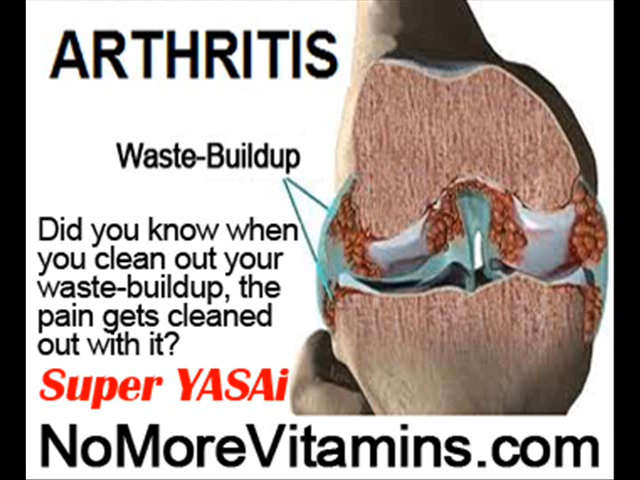 ARTHRITIS
Waste-Buildup
Did you know when
you clean out your
waste-buildup, the
pain gets cleaned
out with it?
Super YASAi
NoMoreVitamins.com